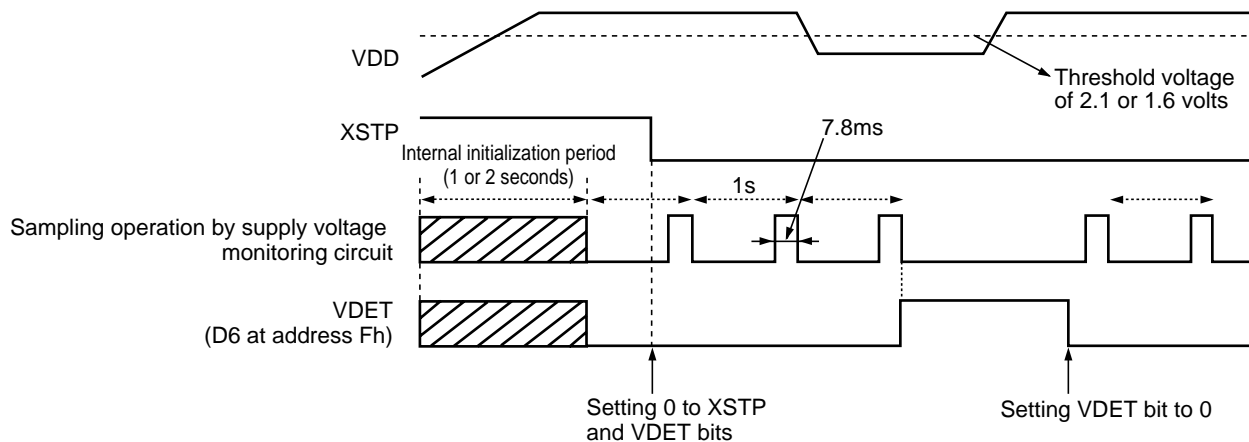 VDD
Threshold voltage
of 2.1 or 1.6 volts
XSTP
7.8ms
Internal initialization period
(1 or 2 seconds)
1s
Sampling operation by supply voltage
monitoring circuit
VDET
(D6 at address Fh)
Setting 0 to XSTP
and VDET bits
Setting VDET bit to 0